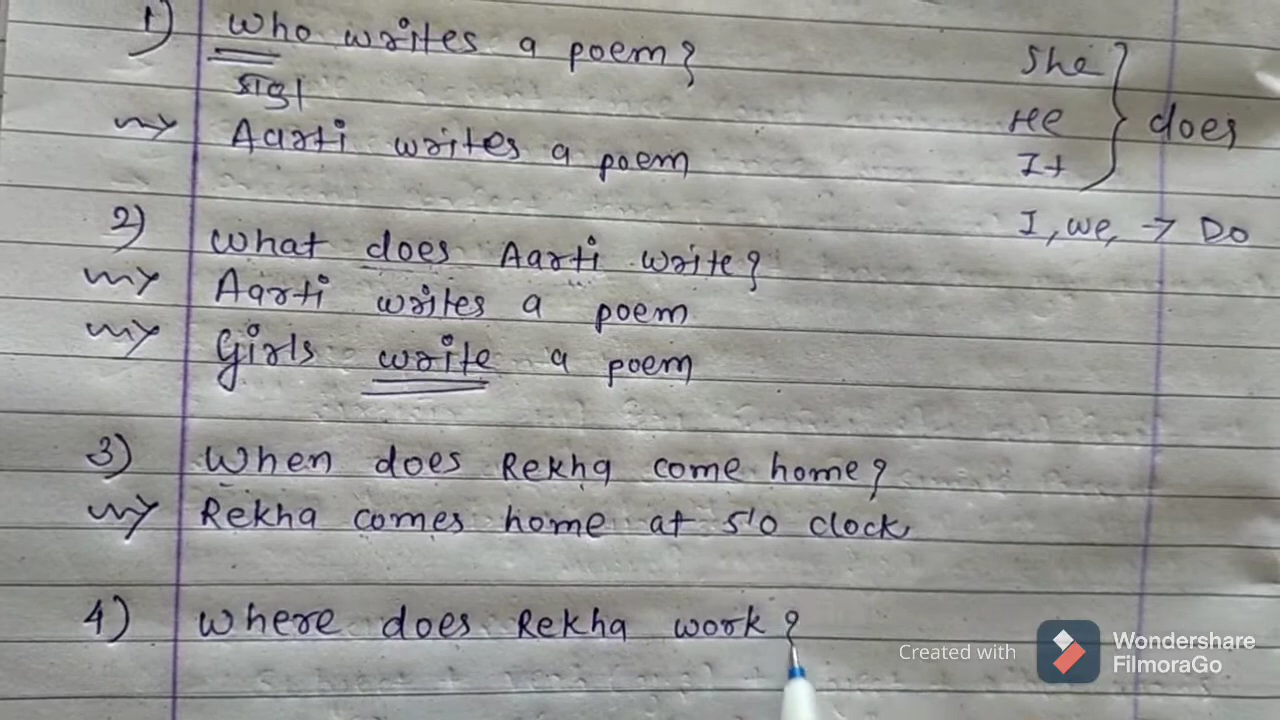 1) Who writes a poem?
She
He
It
does
Aarti writes a poem
I, we, → Do
2) What does Aarti write?
Aarti writes a poem
Girls write a poem
3) When does Rekha come home?
Rekha comes home at 5'0 clock
4) Where does Rekha work?
Created with Wondershare FilmoraGo